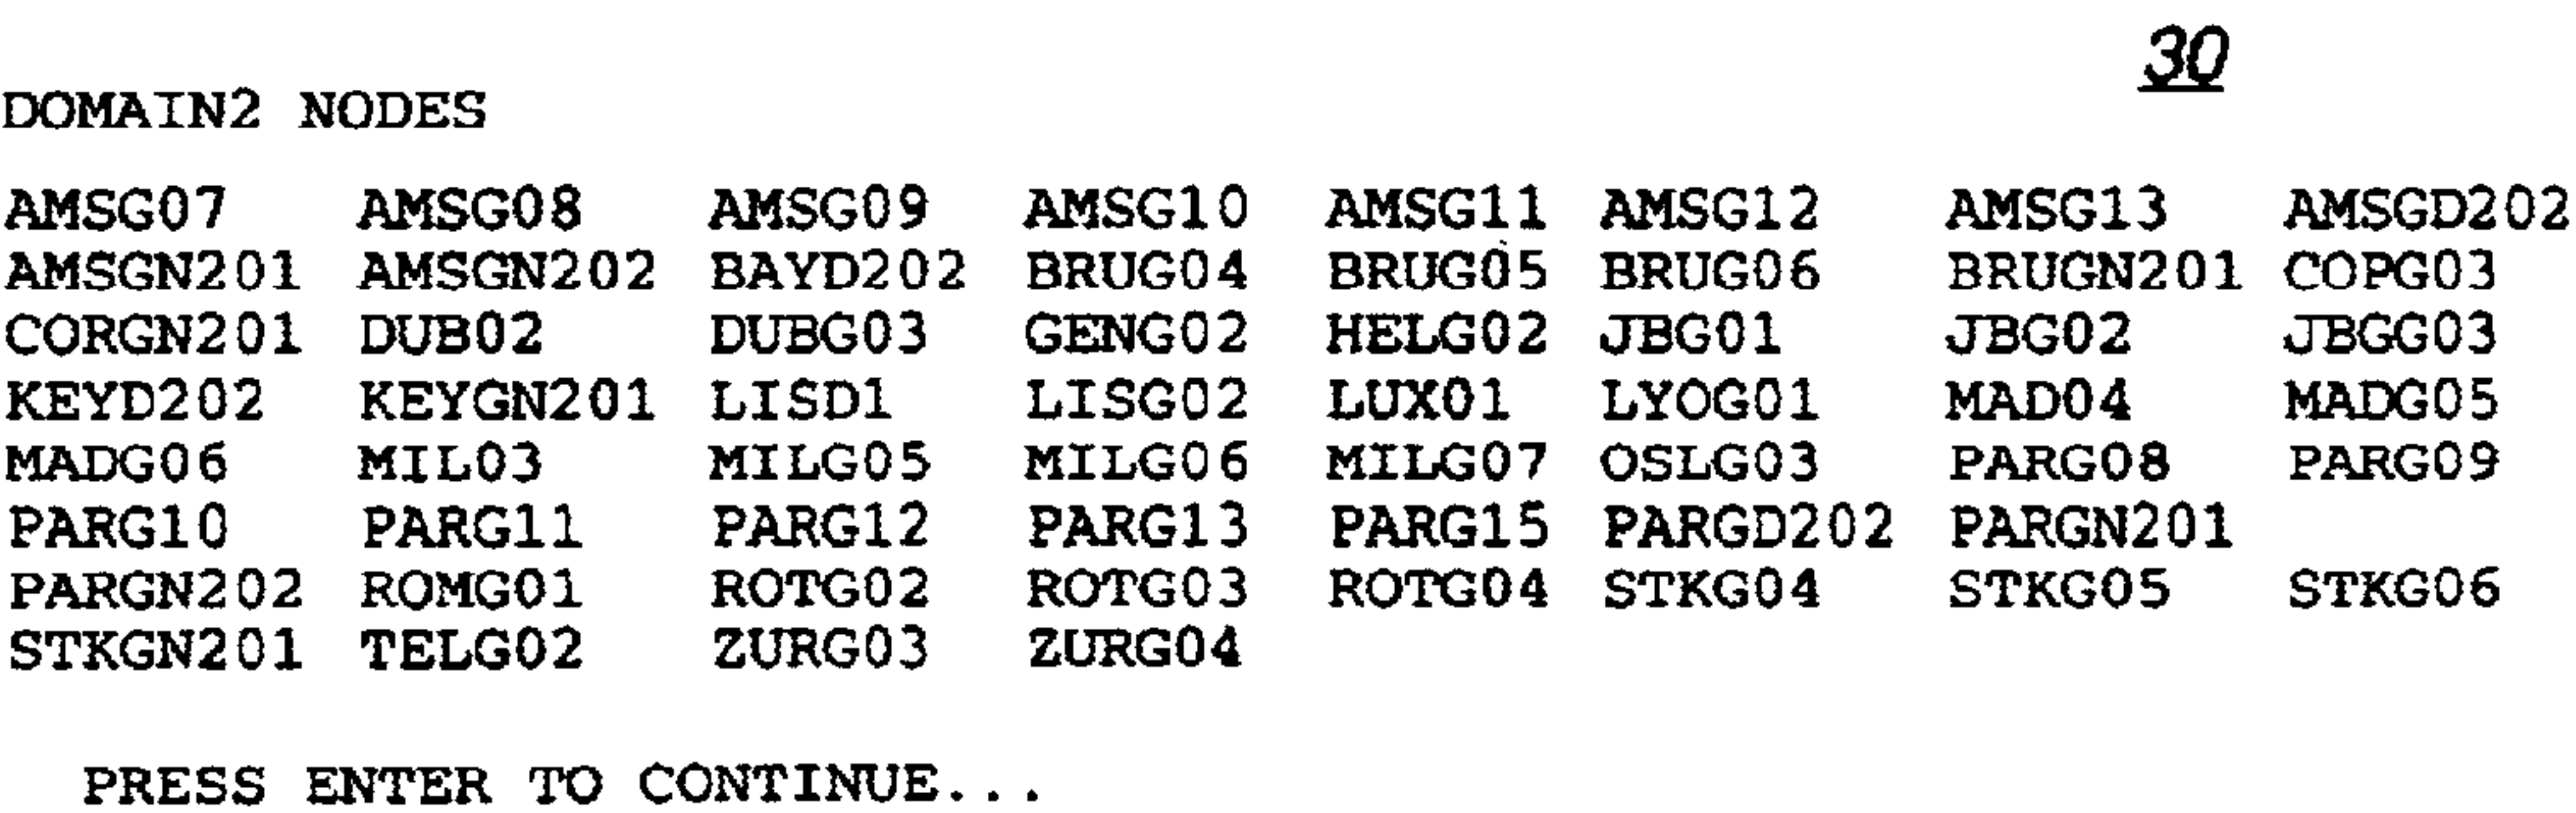 30
DOMAIN2 NODES
AMSG07 AMSG08 AMSG09 AMSG10 AMSG11 AMSG12 AMSG13 AMSGD202
AMSGN201 AMSGN202 BAYD202 BRUG04 BRUG05 BRUG06 BRUGN201 COPG03
CORGN201 DUB02 DUBG03 GENG02 HELG02 JBG01 JBG02 JBGG03
KEYD202 KEYGN201 LISD1 LISG02 LUX01 LYOG01 MAD04 MADG05
MADG06 MIL03 MILG05 MILG06 MILG07 OSLG03 PARG08 PARG09
PARG10 PARG11 PARG12 PARG13 PARG15 PARGD202 PARGN201
PARGN202 ROMG01 ROTG02 ROTG03 ROTG04 STKG04 STKG05 STKG06
STKGN201 TELG02 ZURG03 ZURG04
PRESS ENTER TO CONTINUE...